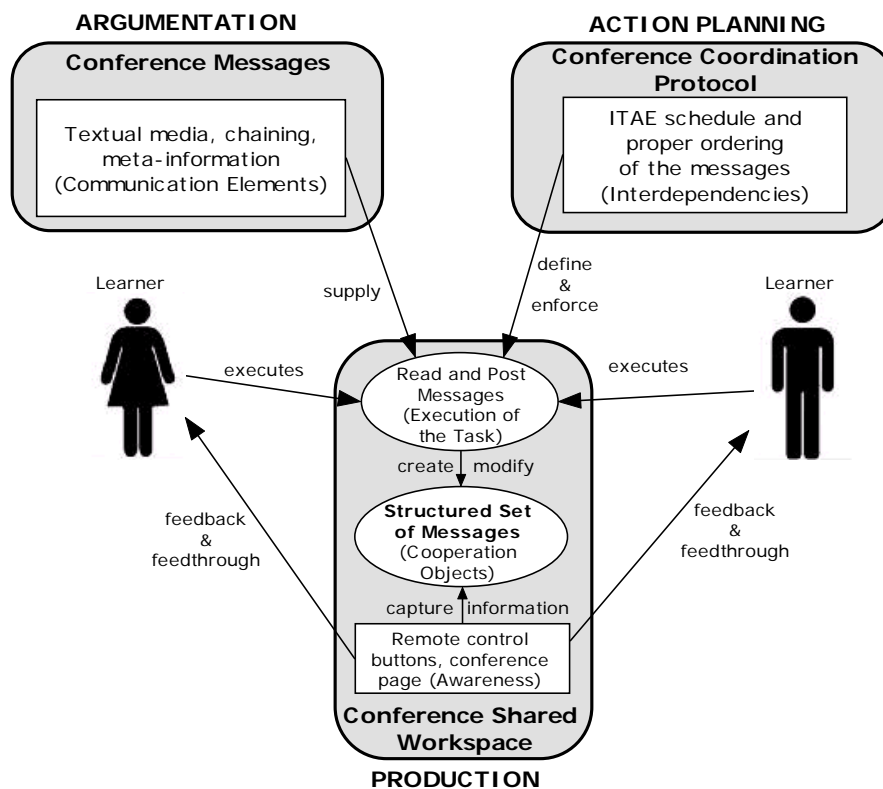 ARGUMENTATION
Conference Messages
Textual media, chaining,
meta-information
(Communication Elements)
ACTION PLANNING
Conference Coordination
Protocol
ITAE schedule and
proper ordering
of the messages
(Interdependencies)
supply
define
&
enforce
Learner
Learner
executes
executes
Read and Post
Messages
(Execution of
the Task)
create modify
Structured Set
of Messages
(Cooperation
Objects)
feedback
&
feedthrough
feedback
&
feedthrough
capture information
Remote control
buttons, conference
page (Awareness)
Conference Shared
Workspace
PRODUCTION